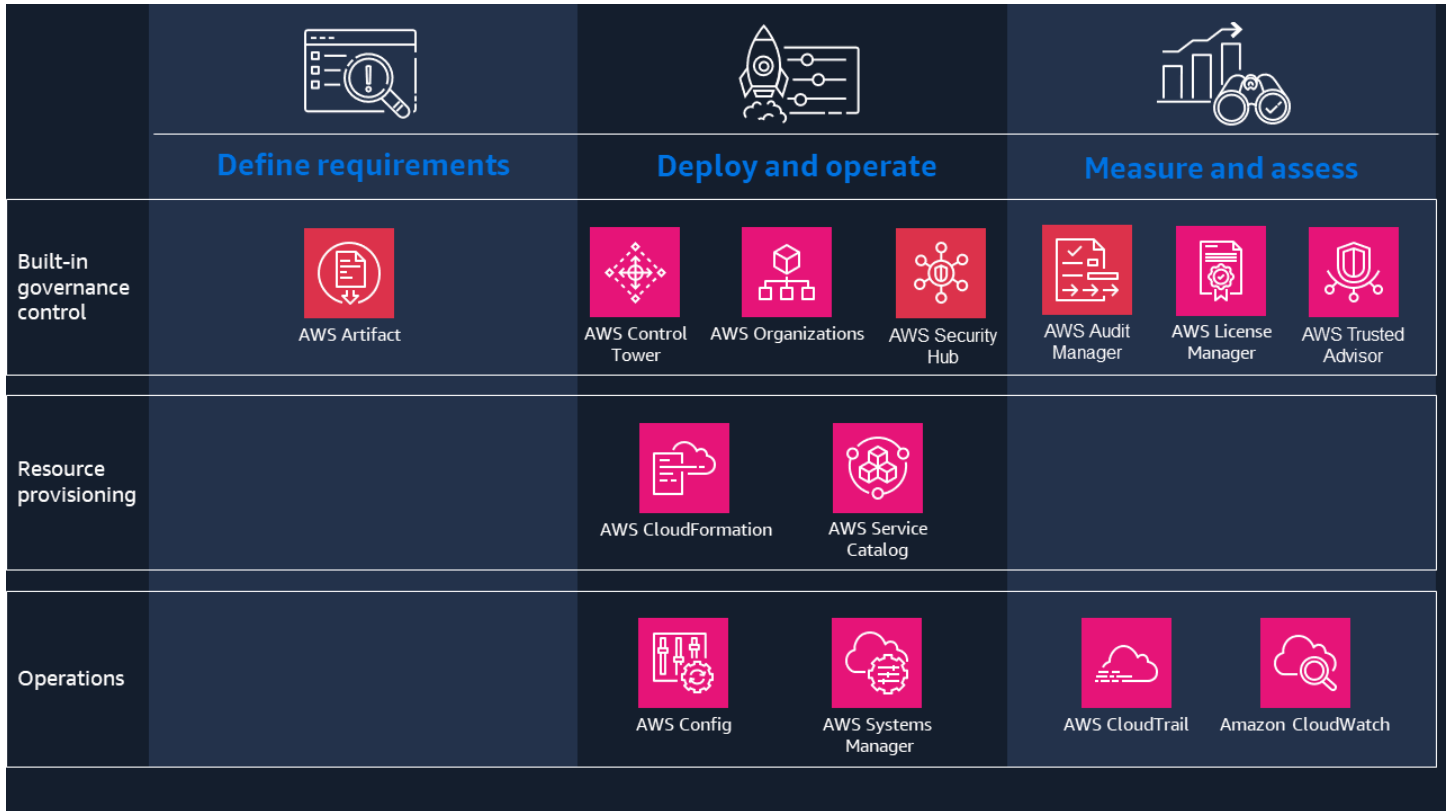 Define requirements
Deploy and operate
Measure and assess
Built-in
governance
control
AWS Artifact
AWS Control
Tower
AWS Organizations
AWS Security
Hub
AWS Audit
Manager
AWS License
Manager
AWS Trusted
Advisor
Resource
provisioning
AWS CloudFormation
AWS Service
Catalog
Operations
AWS Config
AWS Systems
Manager
AWS CloudTrail
Amazon CloudWatch